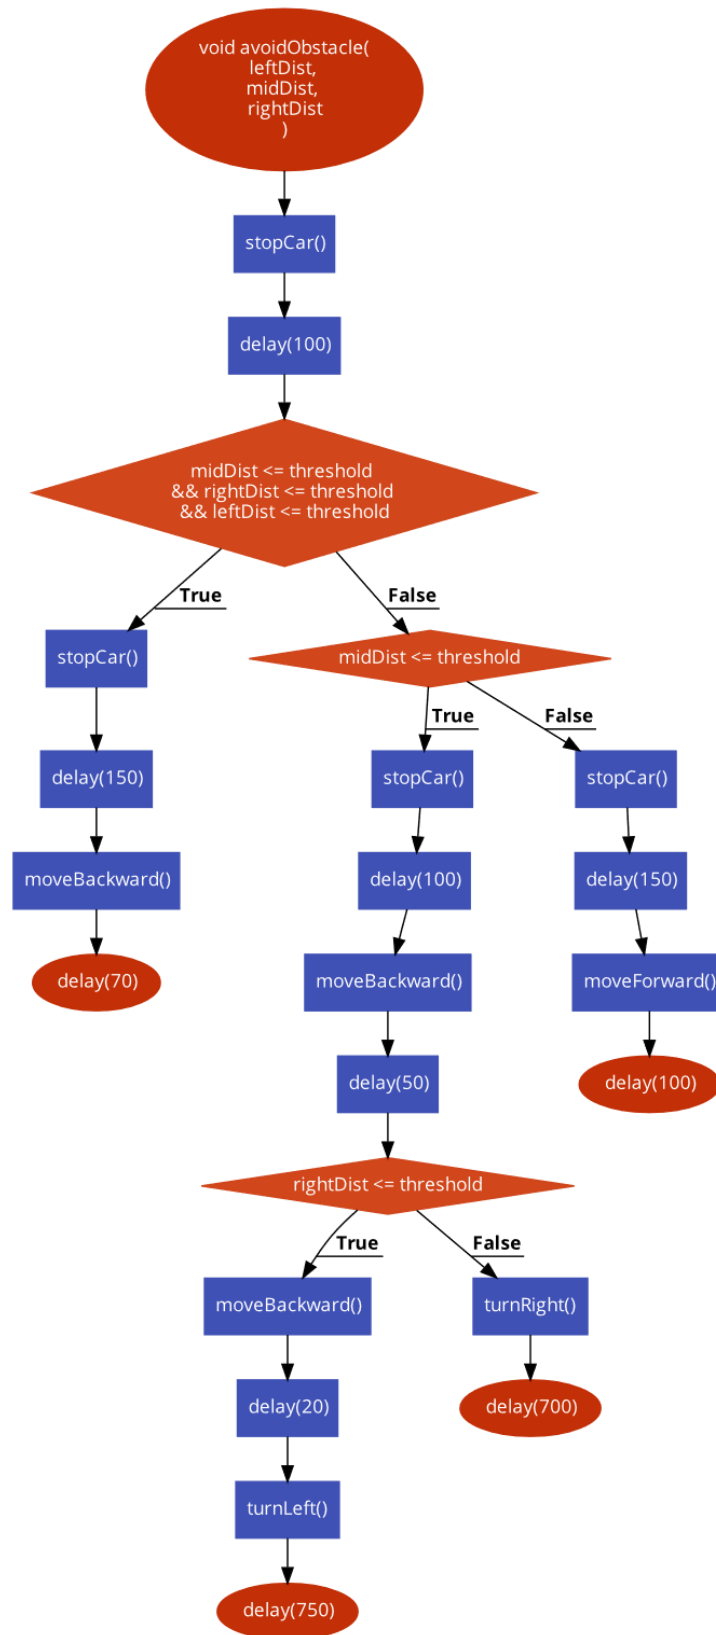 void avoidObstacle(
leftDist,
midDist,
rightDist
)
stopCar()
delay(100)
midDist <= threshold
&& rightDist <= threshold
&& leftDist <= threshold
True
False
stopCar()
midDist <= threshold
True
False
delay(150)
stopCar()
stopCar()
moveBackward()
delay(100)
delay(150)
delay(70)
moveBackward()
moveForward()
delay(50)
delay(100)
rightDist <= threshold
True
False
moveBackward()
turnRight()
delay(20)
delay(700)
turnLeft()
delay(750)